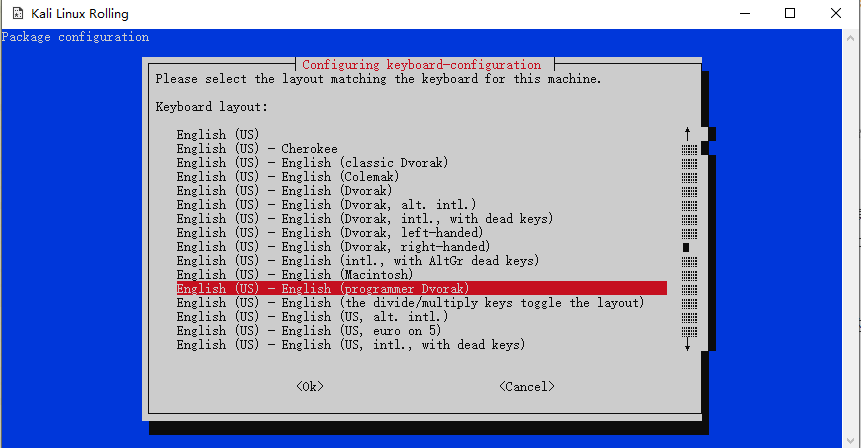 Kali Linux Rolling
Package configuration
Configuring keyboard-configuration
Please select the layout matching the keyboard for this machine.
Keyboard layout:
English (US)
English (US) - Cherokee
English (US) - English (classic Dvorak)
English (US) - English (Colemak)
English (US) - English (Dvorak)
English (US) - English (Dvorak, alt. intl.)
English (US) - English (Dvorak, intl., with dead keys)
English (US) - English (Dvorak, left-handed)
English (US) - English (Dvorak, right-handed)
English (US) - English (intl., with AltGr dead keys)
English (US) - English (Macintosh)
English (US) - English (programmer Dvorak)
English (US) - English (the divide/multiply keys toggle the layout)
English (US) - English (US, alt. intl.)
English (US) - English (US, euro on 5)
English (US) - English (US, intl., with dead keys)
<Ok> <Cancel>